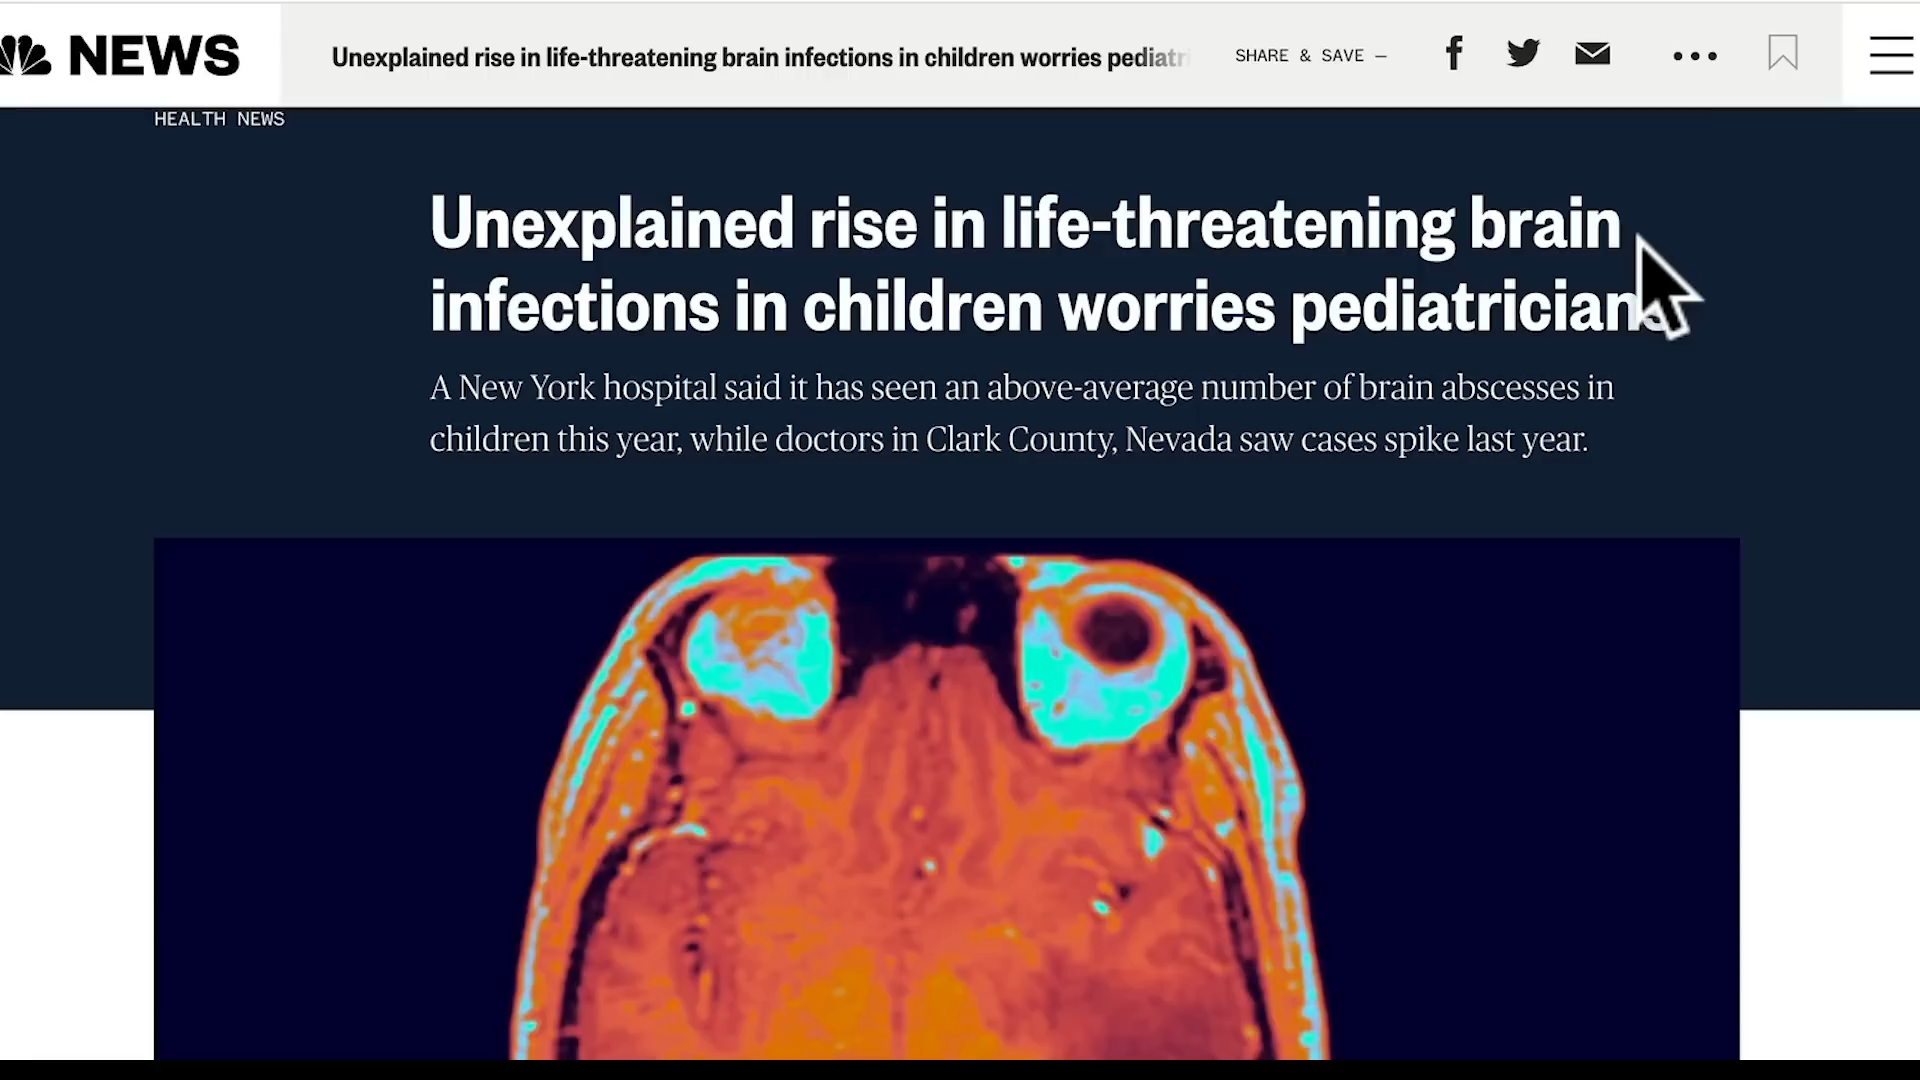 NEWS
Unexplained rise in life-threatening brain infections in children worries pediatr
SHARE & SAVE —
HEALTH NEWS
Unexplained rise in life-threatening brain
infections in children worries pediatricians
A New York hospital said it has seen an above-average number of brain abscesses in
children this year, while doctors in Clark County, Nevada saw cases spike last year.